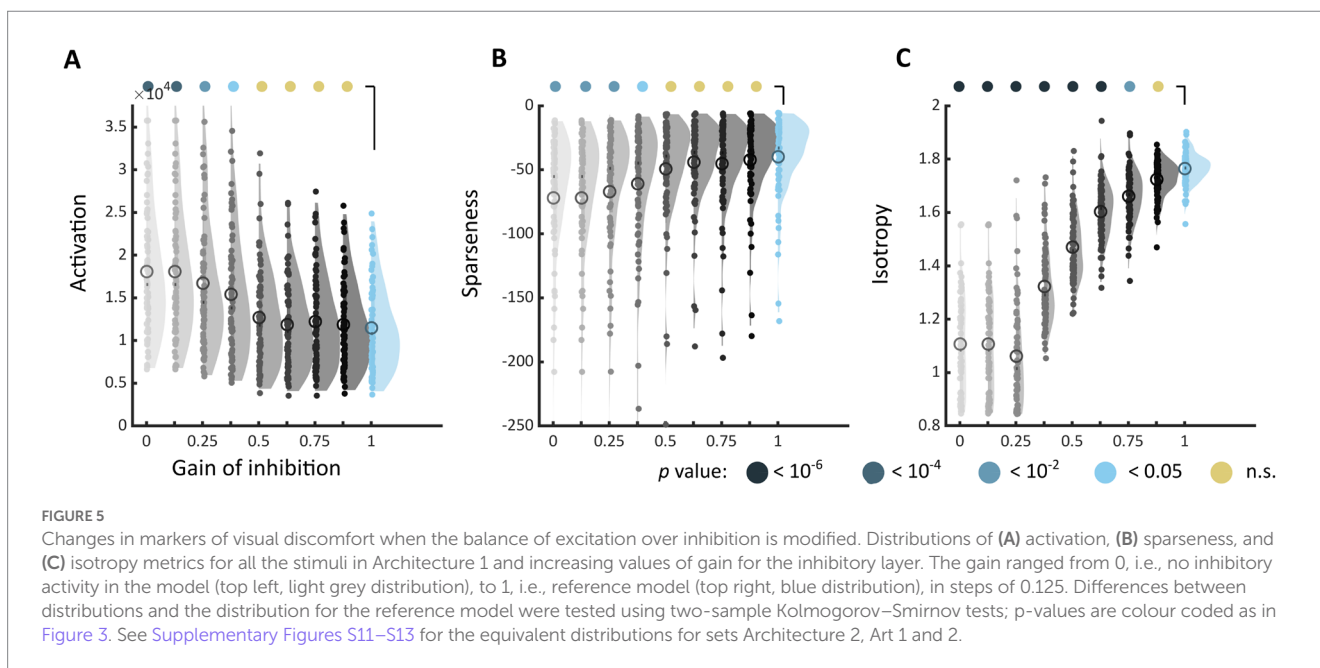 A
B
C
×10⁴
3.5
3
2.5
2
1.5
1
0.5
0
Activation
0 0.25 0.5 0.75 1
Gain of inhibition
0
-50
-100
-150
-200
-250
Sparseness
0 0.25 0.5 0.75 1
2
1.8
1.6
1.4
1.2
1
0.8
Isotropy
0 0.25 0.5 0.75 1
p value: < 10⁻⁶ < 10⁻⁴ < 10⁻² < 0.05 n.s.
FIGURE 5
Changes in markers of visual discomfort when the balance of excitation over inhibition is modified. Distributions of (A) activation, (B) sparseness, and
(C) isotropy metrics for all the stimuli in Architecture 1 and increasing values of gain for the inhibitory layer. The gain ranged from 0, i.e., no inhibitory
activity in the model (top left, light grey distribution), to 1, i.e., reference model (top right, blue distribution), in steps of 0.125. Differences between
distributions and the distribution for the reference model were tested using two-sample Kolmogorov–Smirnov tests; p-values are colour coded as in
Figure 3. See Supplementary Figures S11–S13 for the equivalent distributions for sets Architecture 2, Art 1 and 2.